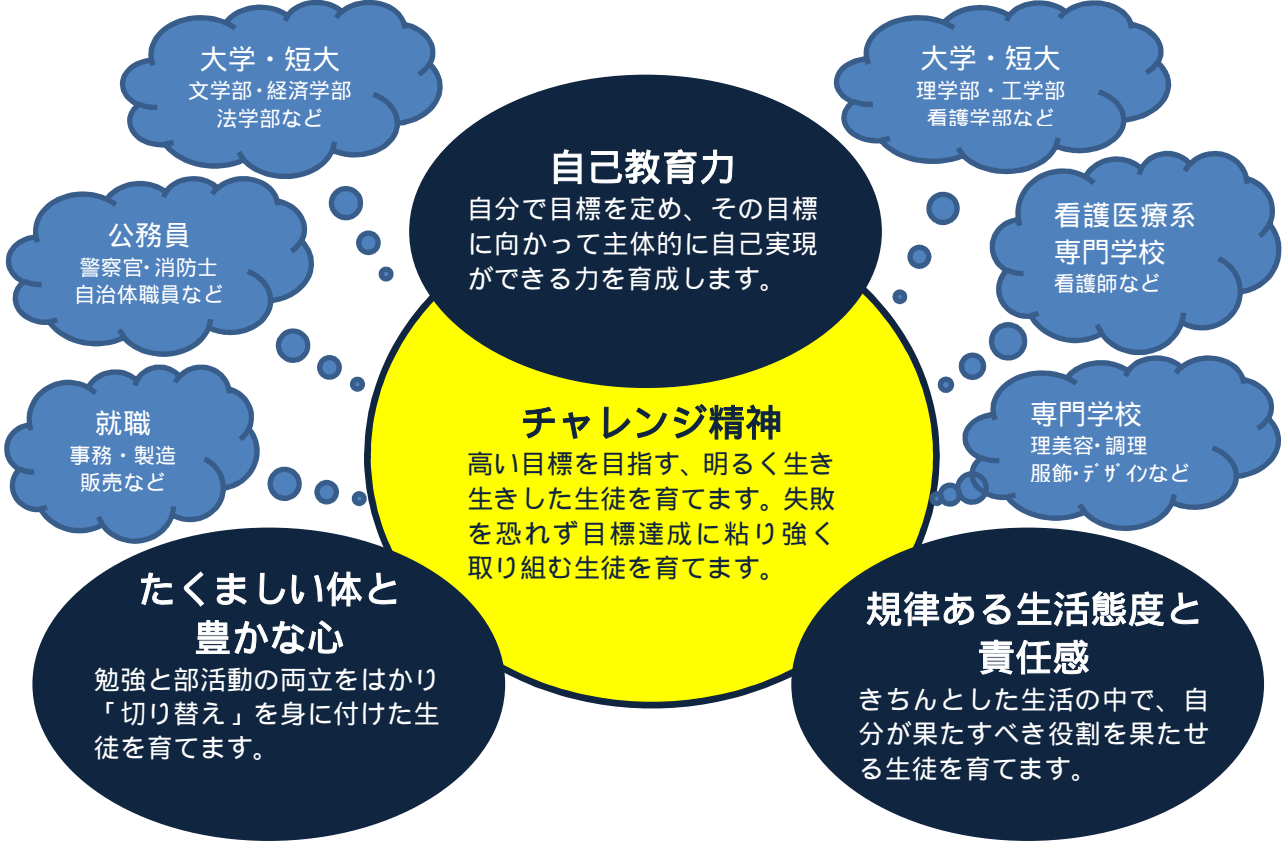 大学・短大
文学部・経済学部
法学部など
大学・短大
理学部・工学部
看護学部など
自己教育力
自分で目標を定め、その目標
に向かって主体的に自己実現
ができる力を育成します。
公務員
警察官・消防士
自治体職員など
看護医療系
専門学校
看護師など
就職
事務・製造
販売など
チャレンジ精神
高い目標を目指す、明るく生き
生きした生徒を育てます。失敗
を恐れず目標達成に粘り強く
取り組む生徒を育てます。
専門学校
理美容・調理
服飾・ﾃﾞｻﾞｲﾝなど
たくましい体と
豊かな心
勉強と部活動の両立をはかり
「切り替え」を身に付けた生
徒を育てます。
規律ある生活態度と
責任感
きちんとした生活の中で、自
分が果たすべき役割を果たせ
る生徒を育てます。